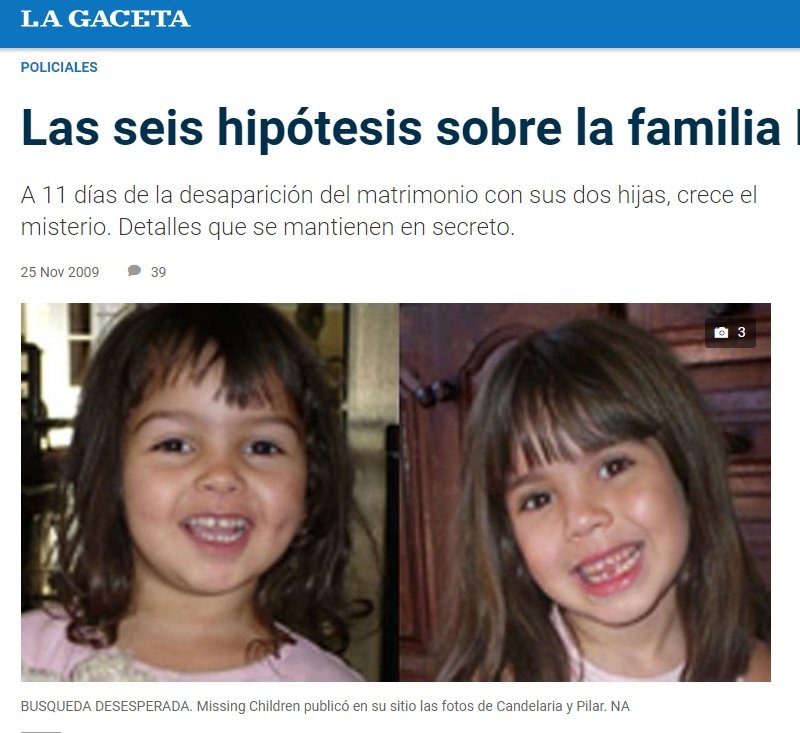 LA GACETA
POLICIALES
Las seis hipótesis sobre la familia
A 11 días de la desaparición del matrimonio con sus dos hijas, crece el
misterio. Detalles que se mantienen en secreto.
25 Nov 2009 39
3
BUSQUEDA DESESPERADA. Missing Children publicó en su sitio las fotos de Candelaria y Pilar. NA